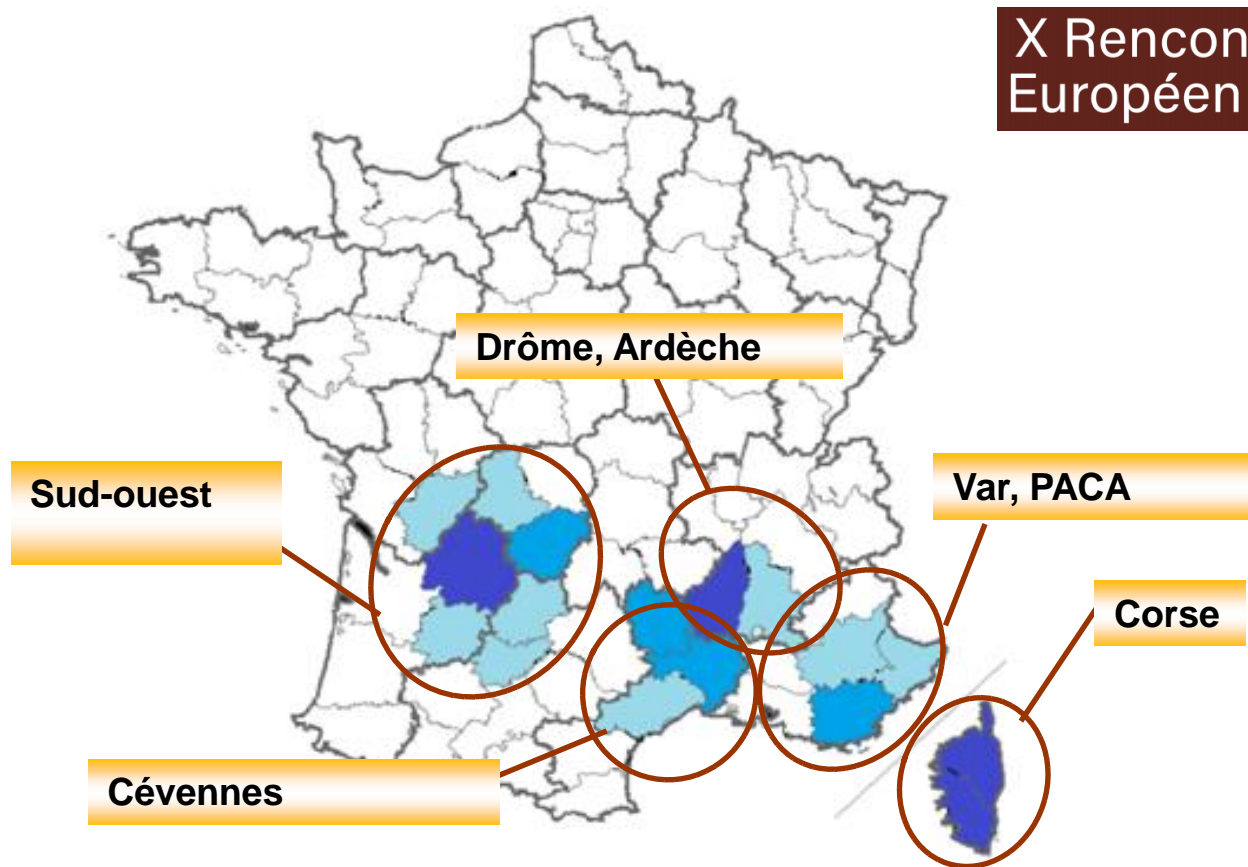 X Rencon
Européen
Drôme, Ardèche
Sud-ouest
Var, PACA
Corse
Cévennes